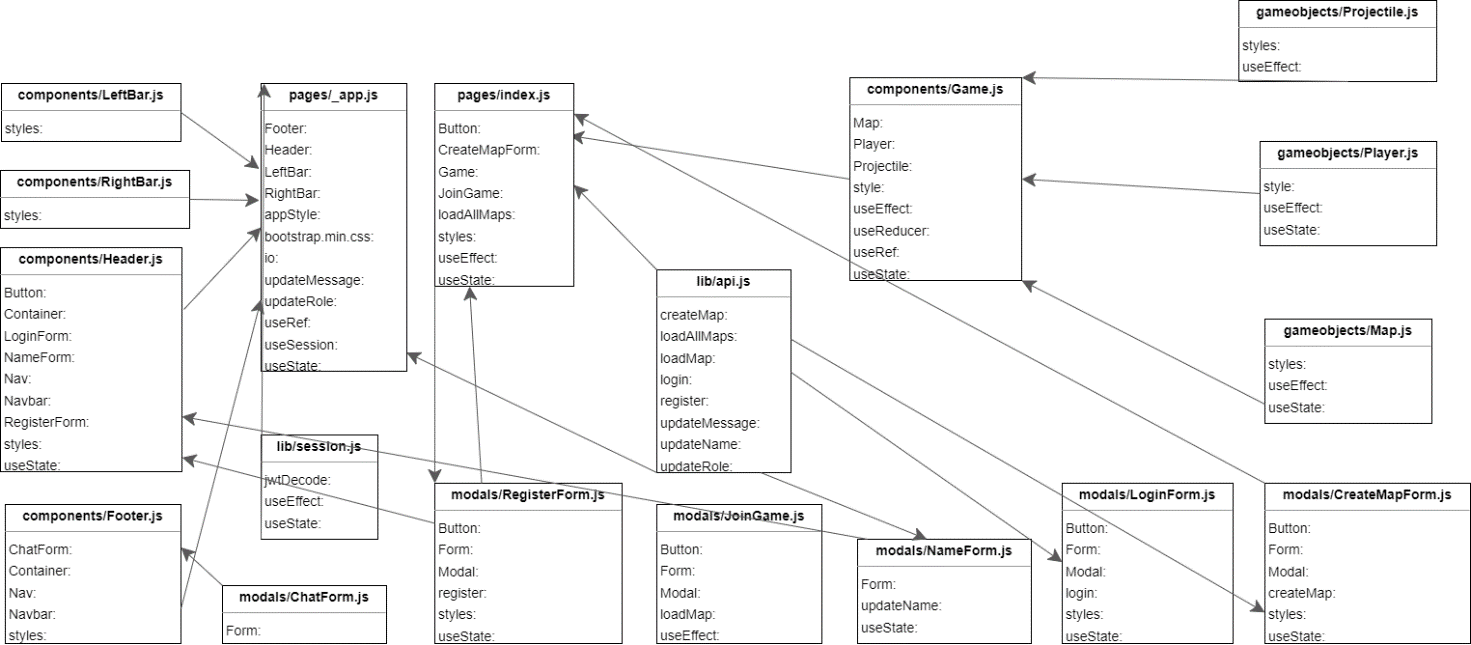 gameobjects/Projectile.js
styles:
useEffect:
components/LeftBar.js
styles:
pages/_app.js
Footer:
Header:
LeftBar:
RightBar:
appStyle:
bootstrap.min.css:
io:
updateMessage:
updateRole:
useRef:
useSession:
useState:
pages/index.js
Button:
CreateMapForm:
Game:
JoinGame:
loadAllMaps:
styles:
useEffect:
useState:
components/Game.js
Map:
Player:
Projectile:
style:
useEffect:
useReducer:
useRef:
useState:
gameobjects/Player.js
style:
useEffect:
useState:
components/RightBar.js
styles:
components/Header.js
Button:
Container:
LoginForm:
NameForm:
Nav:
Navbar:
RegisterForm:
styles:
useState:
lib/api.js
createMap:
loadAllMaps:
loadMap:
login:
register:
updateMessage:
updateName:
updateRole:
gameobjects/Map.js
styles:
useEffect:
useState:
lib/session.js
jwtDecode:
useEffect:
useState:
components/Footer.js
ChatForm:
Container:
Nav:
Navbar:
styles:
modals/ChatForm.js
Form:
modals/RegisterForm.js
Button:
Form:
Modal:
register:
styles:
useState:
modals/JoinGame.js
Button:
Form:
Modal:
loadMap:
useEffect:
modals/NameForm.js
Form:
updateName:
useState:
modals/LoginForm.js
Button:
Form:
Modal:
login:
styles:
useState:
modals/CreateMapForm.js
Button:
Form:
Modal:
createMap:
styles:
useState: